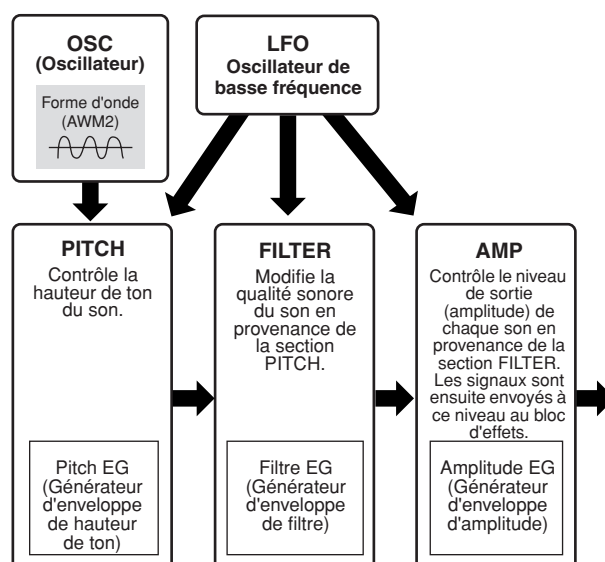 OSC
(Oscillateur)
Forme d'onde
(AWM2)
LFO
Oscillateur de
basse fréquence
PITCH
Contrôle la
hauteur de ton
du son.
Pitch EG
(Générateur
d'enveloppe
de hauteur
de ton)
FILTER
Modifie la
qualité sonore
du son en
provenance de
la section
PITCH.
Filtre EG
(Générateur
d'enveloppe
de filtre)
AMP
Contrôle le niveau
de sortie
(amplitude) de
chaque son en
provenance de la
section FILTER.
Les signaux sont
ensuite envoyés à
ce niveau au bloc
d'effets.
Amplitude EG
(Générateur
d'enveloppe
d'amplitude)